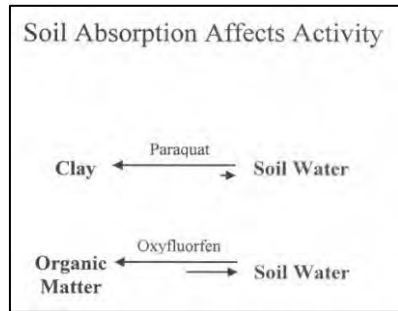 Soil Absorption Affects Activity
Paraquat
Clay
Soil Water
Oxyfluorfen
Organic
Matter
Soil Water